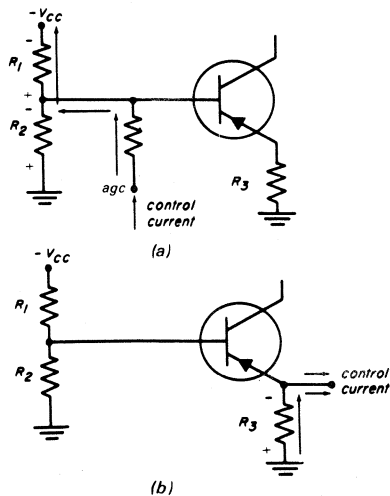 -VCC
-
R1
+
-
R2
+
agc
control
current
R3
(a)
-VCC
R1
R2
control
current
-
R3
+
(b)